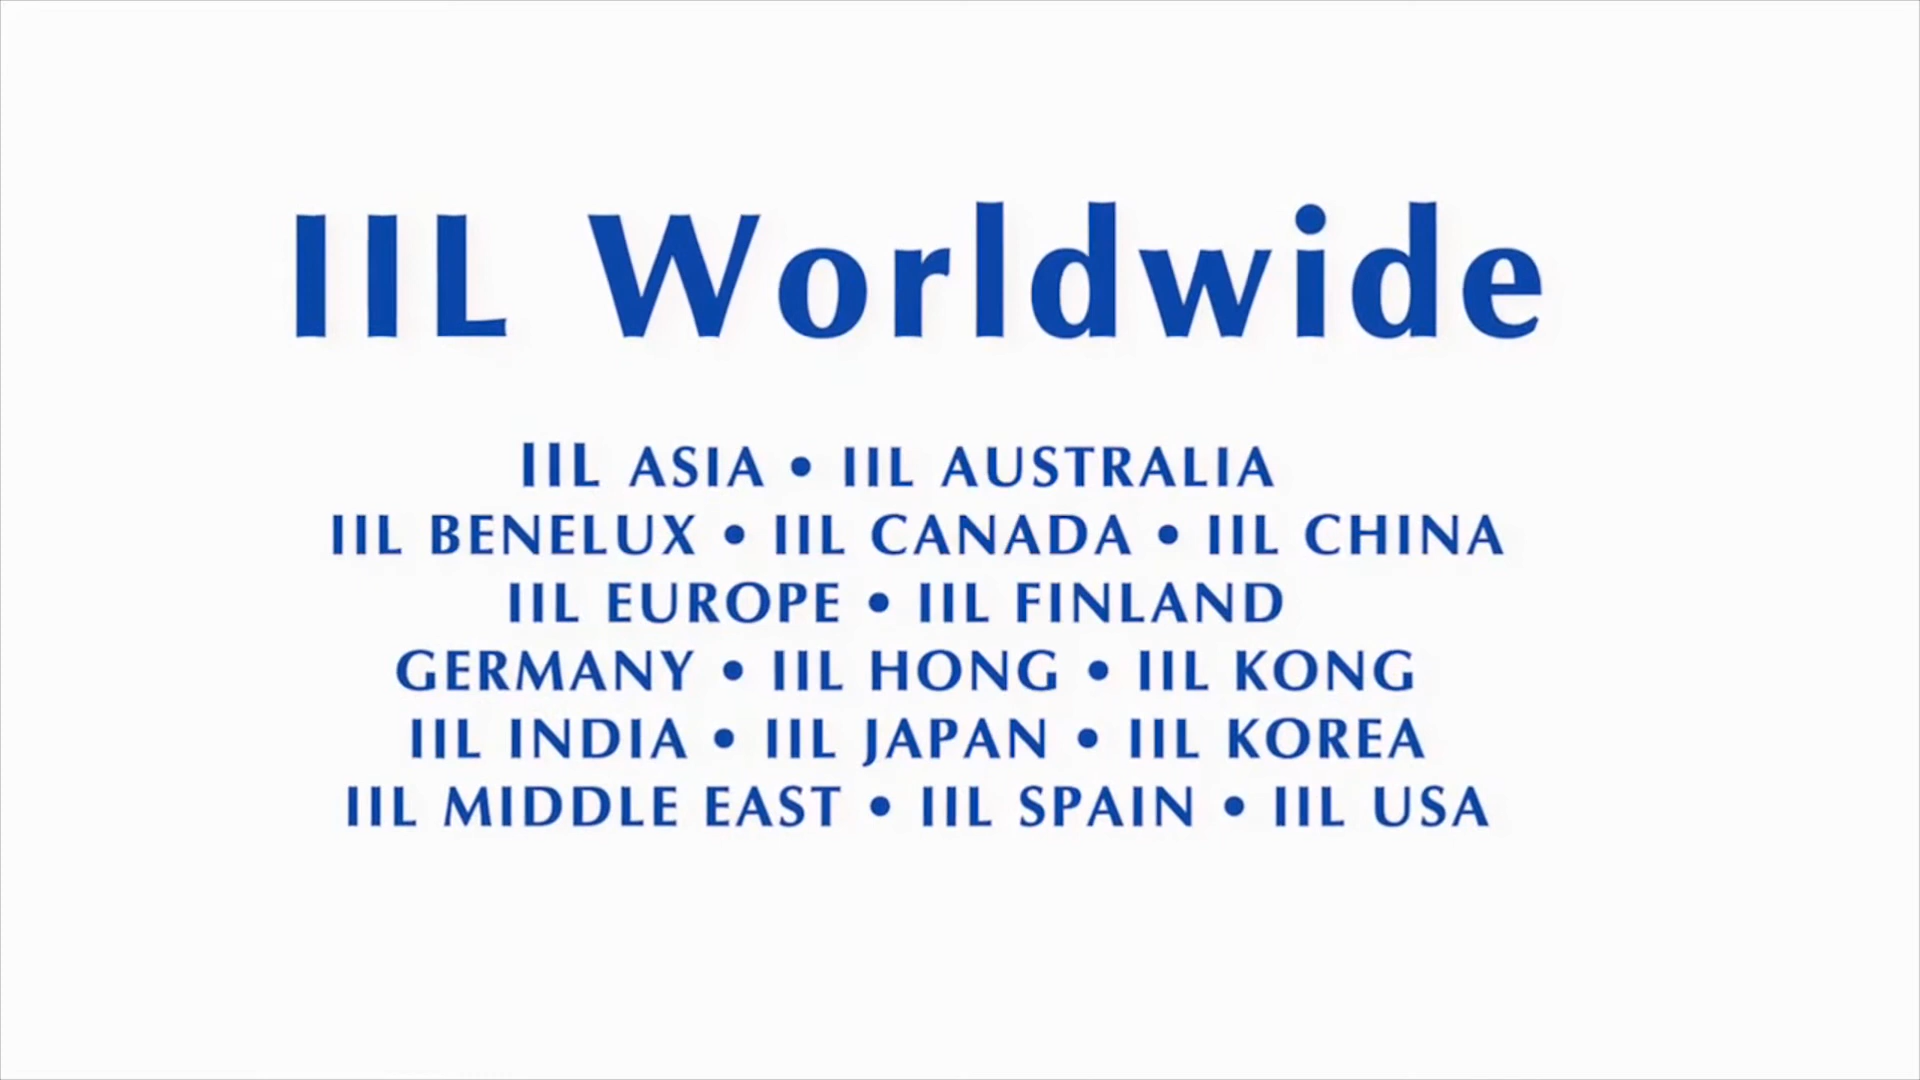 IIL Worldwide
IIL ASIA • IIL AUSTRALIA
IIL BENELUX • IIL CANADA • IIL CHINA
IIL EUROPE • IIL FINLAND
GERMANY • IIL HONG • IIL KONG
IIL INDIA • IIL JAPAN • IIL KOREA
IIL MIDDLE EAST • IIL SPAIN • IIL USA